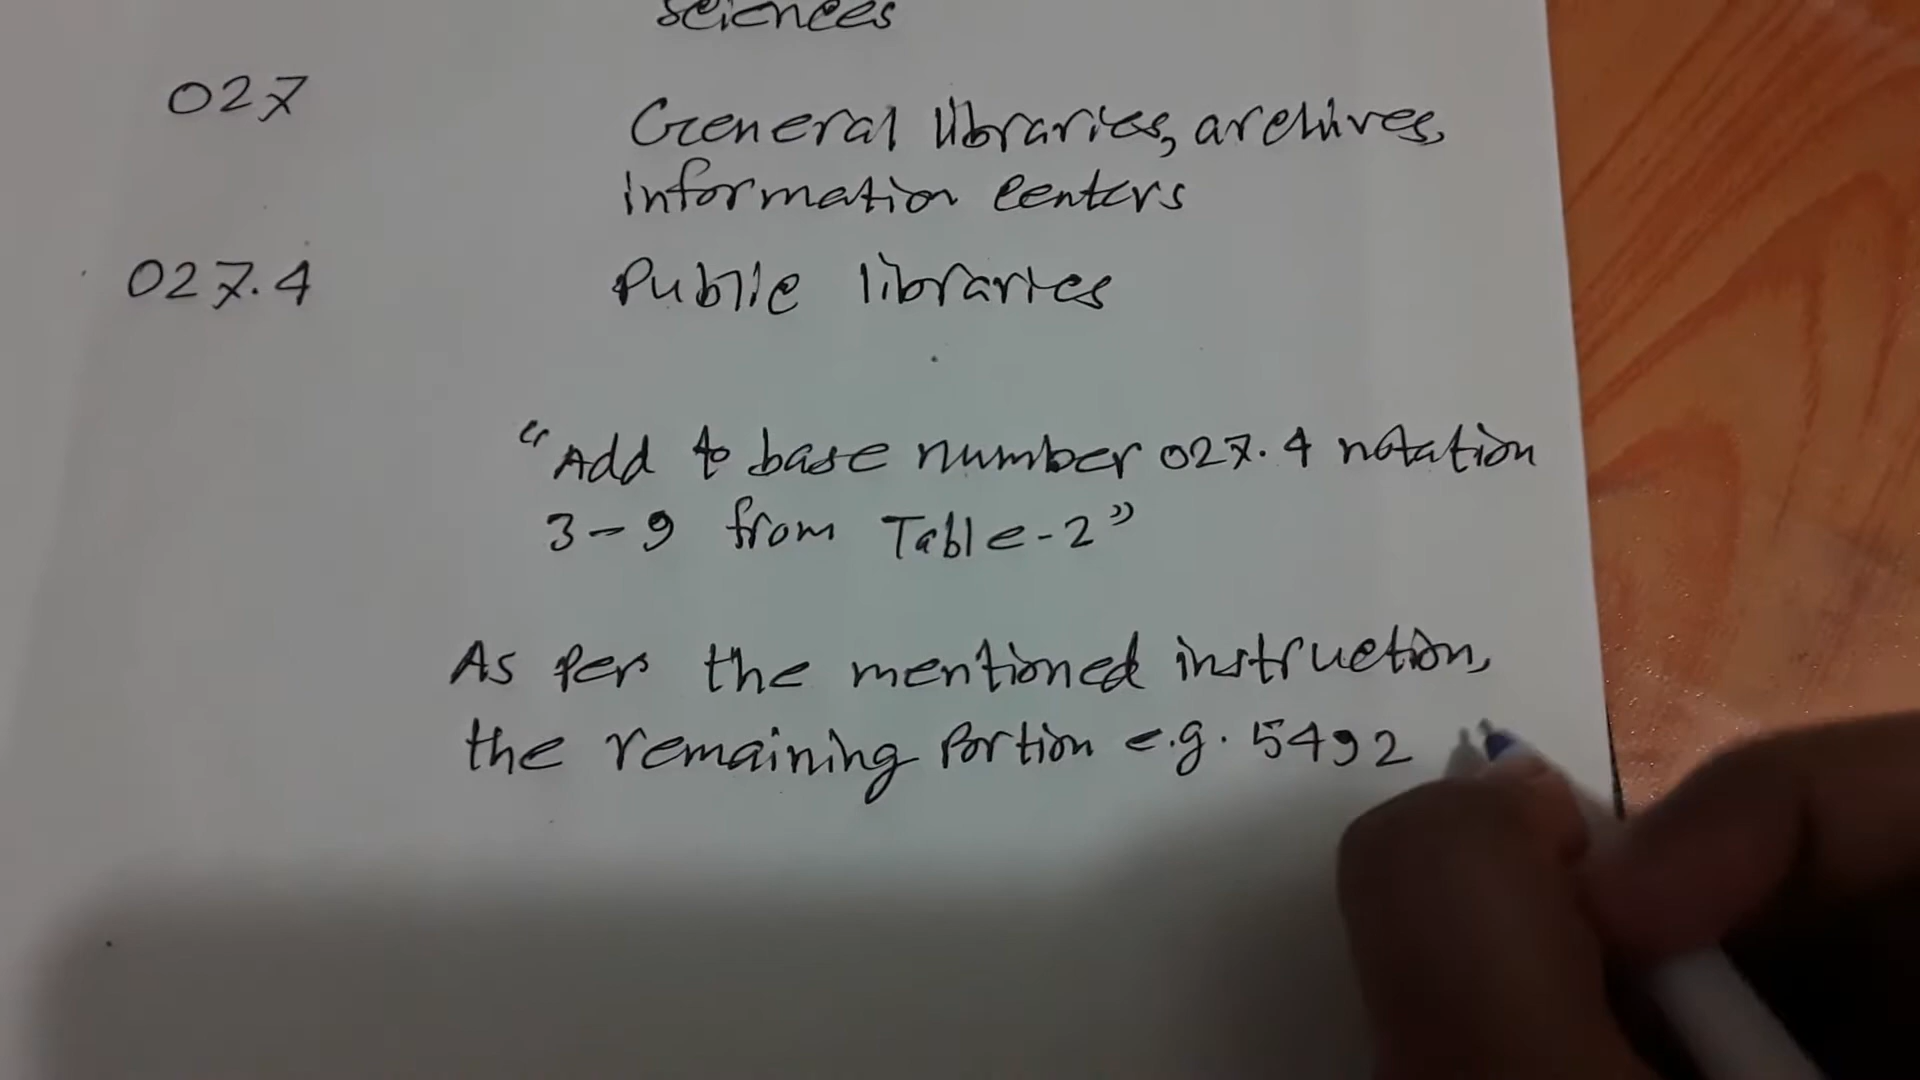 sciences
027
General libraries, archives,
information centers
027.4
Public libraries
"Add to base number 027.4 notation
3-9 from Table-2"
As per the mentioned instruction,
the remaining portion e.g. 5492